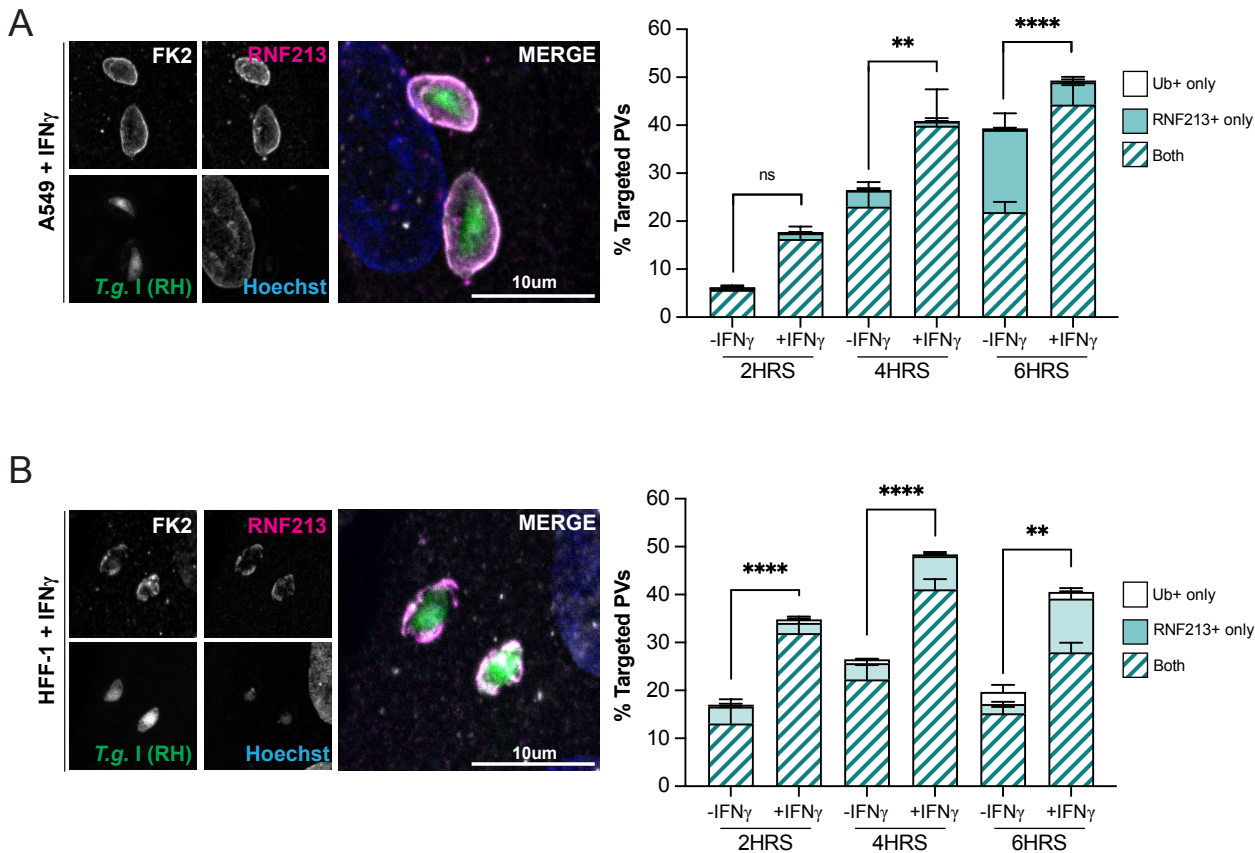 A
A549 + IFNγ
FK2
RNF213
MERGE
T.g. I (RH)
Hoechst
10um
% Targeted PVs
60
50
40
30
20
10
0
ns
**
****
Ub+ only
RNF213+ only
Both
-IFNγ +IFNγ -IFNγ +IFNγ -IFNγ +IFNγ
2HRS 4HRS 6HRS
B
HFF-1 + IFNγ
FK2
RNF213
MERGE
T.g. I (RH)
Hoechst
10um
% Targeted PVs
60
50
40
30
20
10
0
****
****
**
Ub+ only
RNF213+ only
Both
-IFNγ +IFNγ -IFNγ +IFNγ -IFNγ +IFNγ
2HRS 4HRS 6HRS